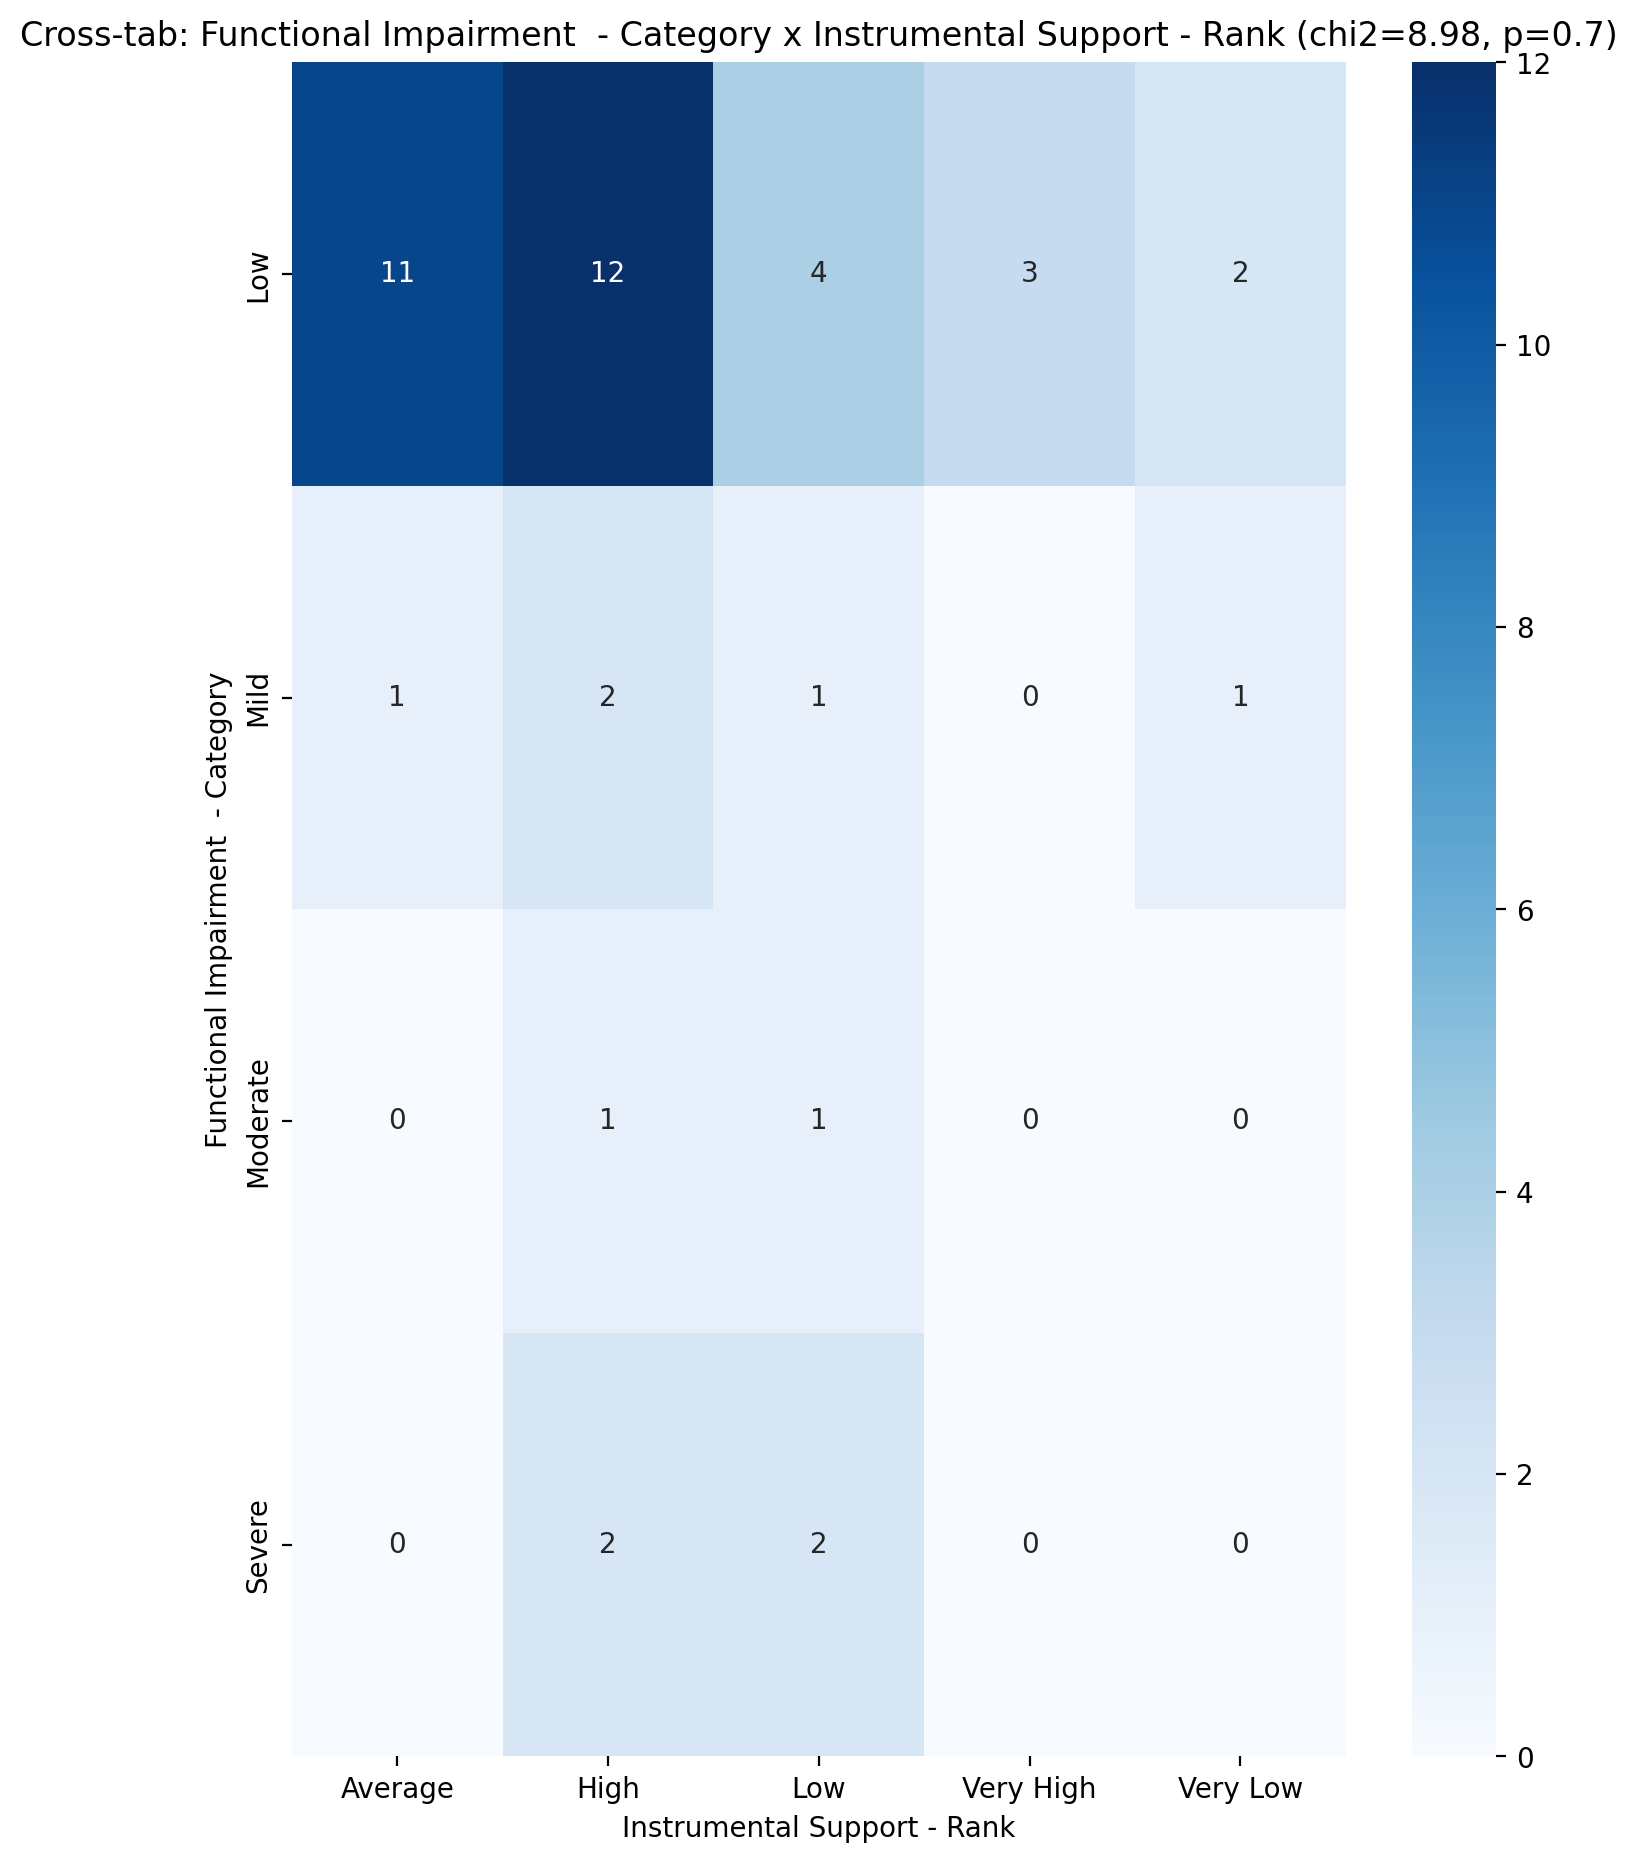 Cross-tab: Functional Impairment  - Category x Instrumental Support - Rank (chi2=8.98, p=0.7)
Functional Impairment  - Category
Low
11 12 4 3 2
Mild
1 2 1 0 1
Moderate
0 1 1 0 0
Severe
0 2 2 0 0
Average High Low Very High Very Low
Instrumental Support - Rank
12
10
8
6
4
2
0